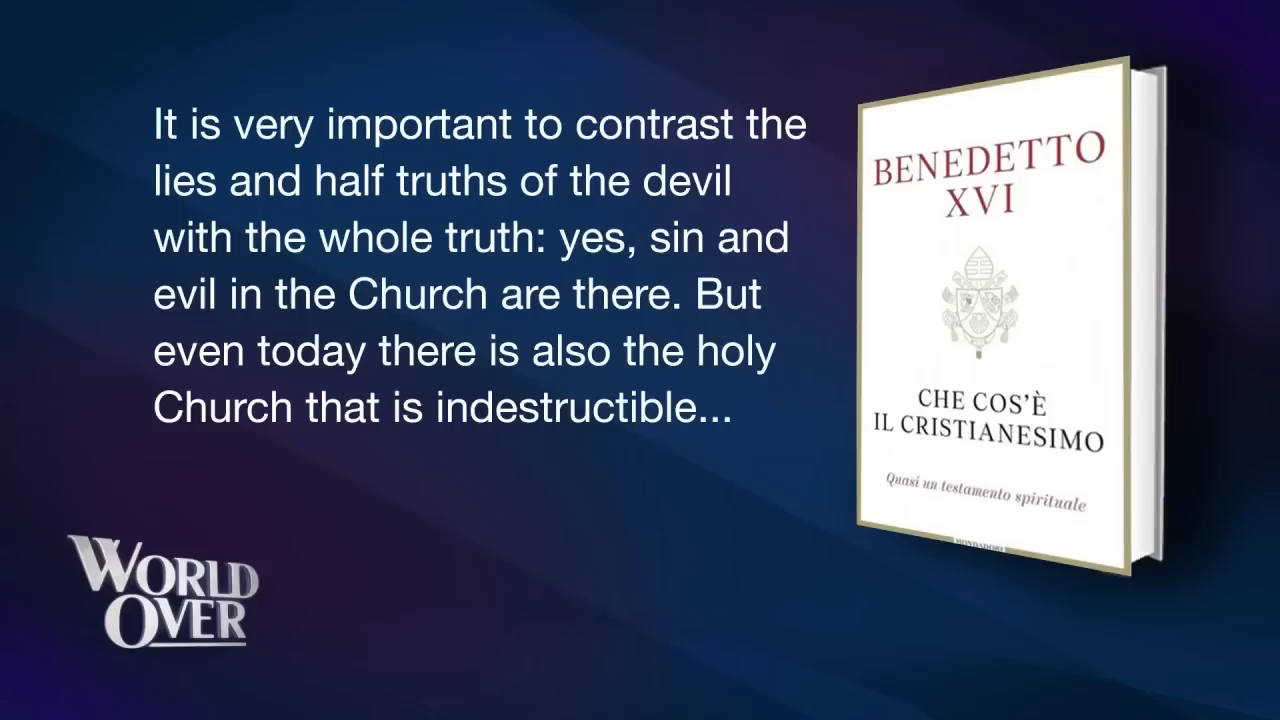 It is very important to contrast the
lies and half truths of the devil
with the whole truth: yes, sin and
evil in the Church are there. But
even today there is also the holy
Church that is indestructible...
BENEDETTO
XVI
CHE COS'È
IL CRISTIANESIMO
Quasi un testamento spirituale
MONDADORI
WORLD
OVER